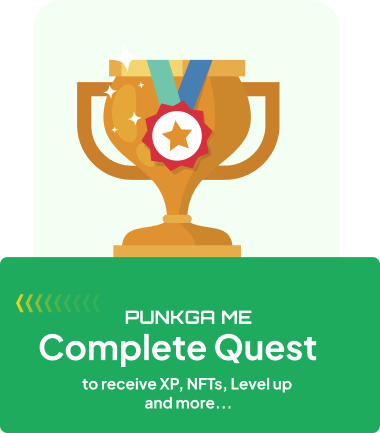 PUNKGA ME
Complete Quest
to receive XP, NFTs, Level up
and more...